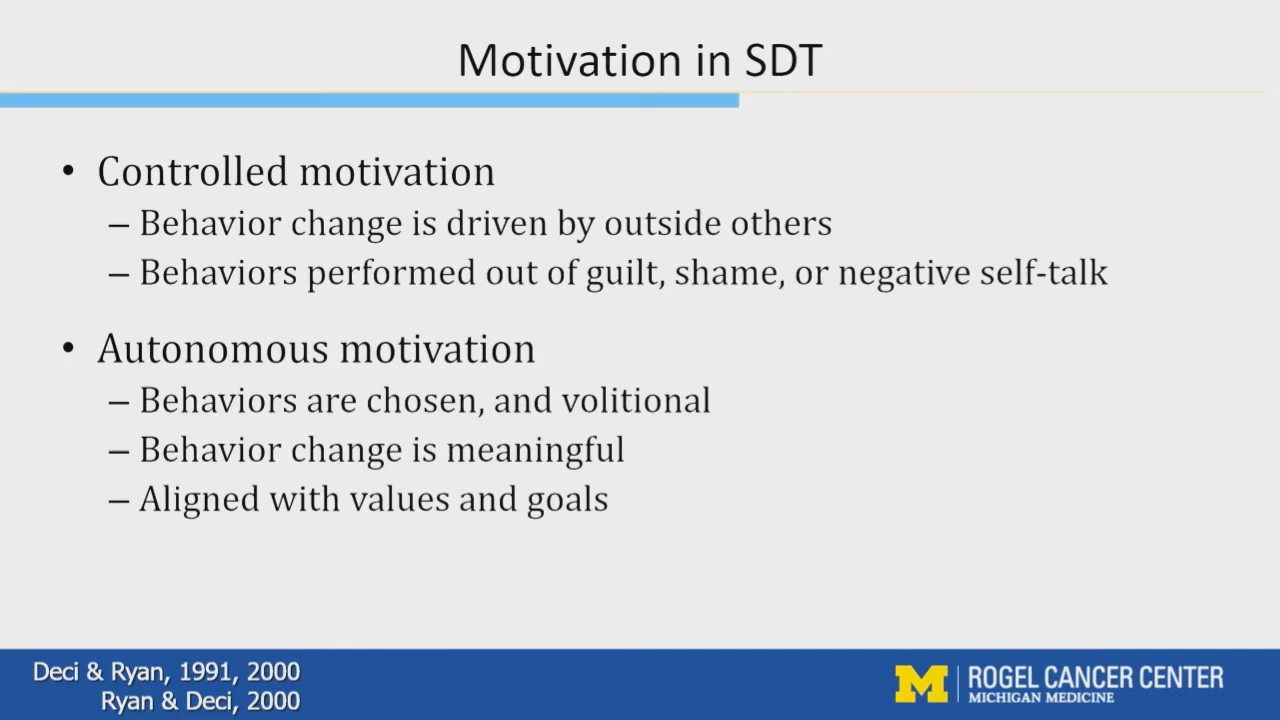 Motivation in SDT
• Controlled motivation
– Behavior change is driven by outside others
– Behaviors performed out of guilt, shame, or negative self-talk
• Autonomous motivation
– Behaviors are chosen, and volitional
– Behavior change is meaningful
– Aligned with values and goals
Deci & Ryan, 1991, 2000
Ryan & Deci, 2000
M
ROGEL CANCER CENTER
MICHIGAN MEDICINE